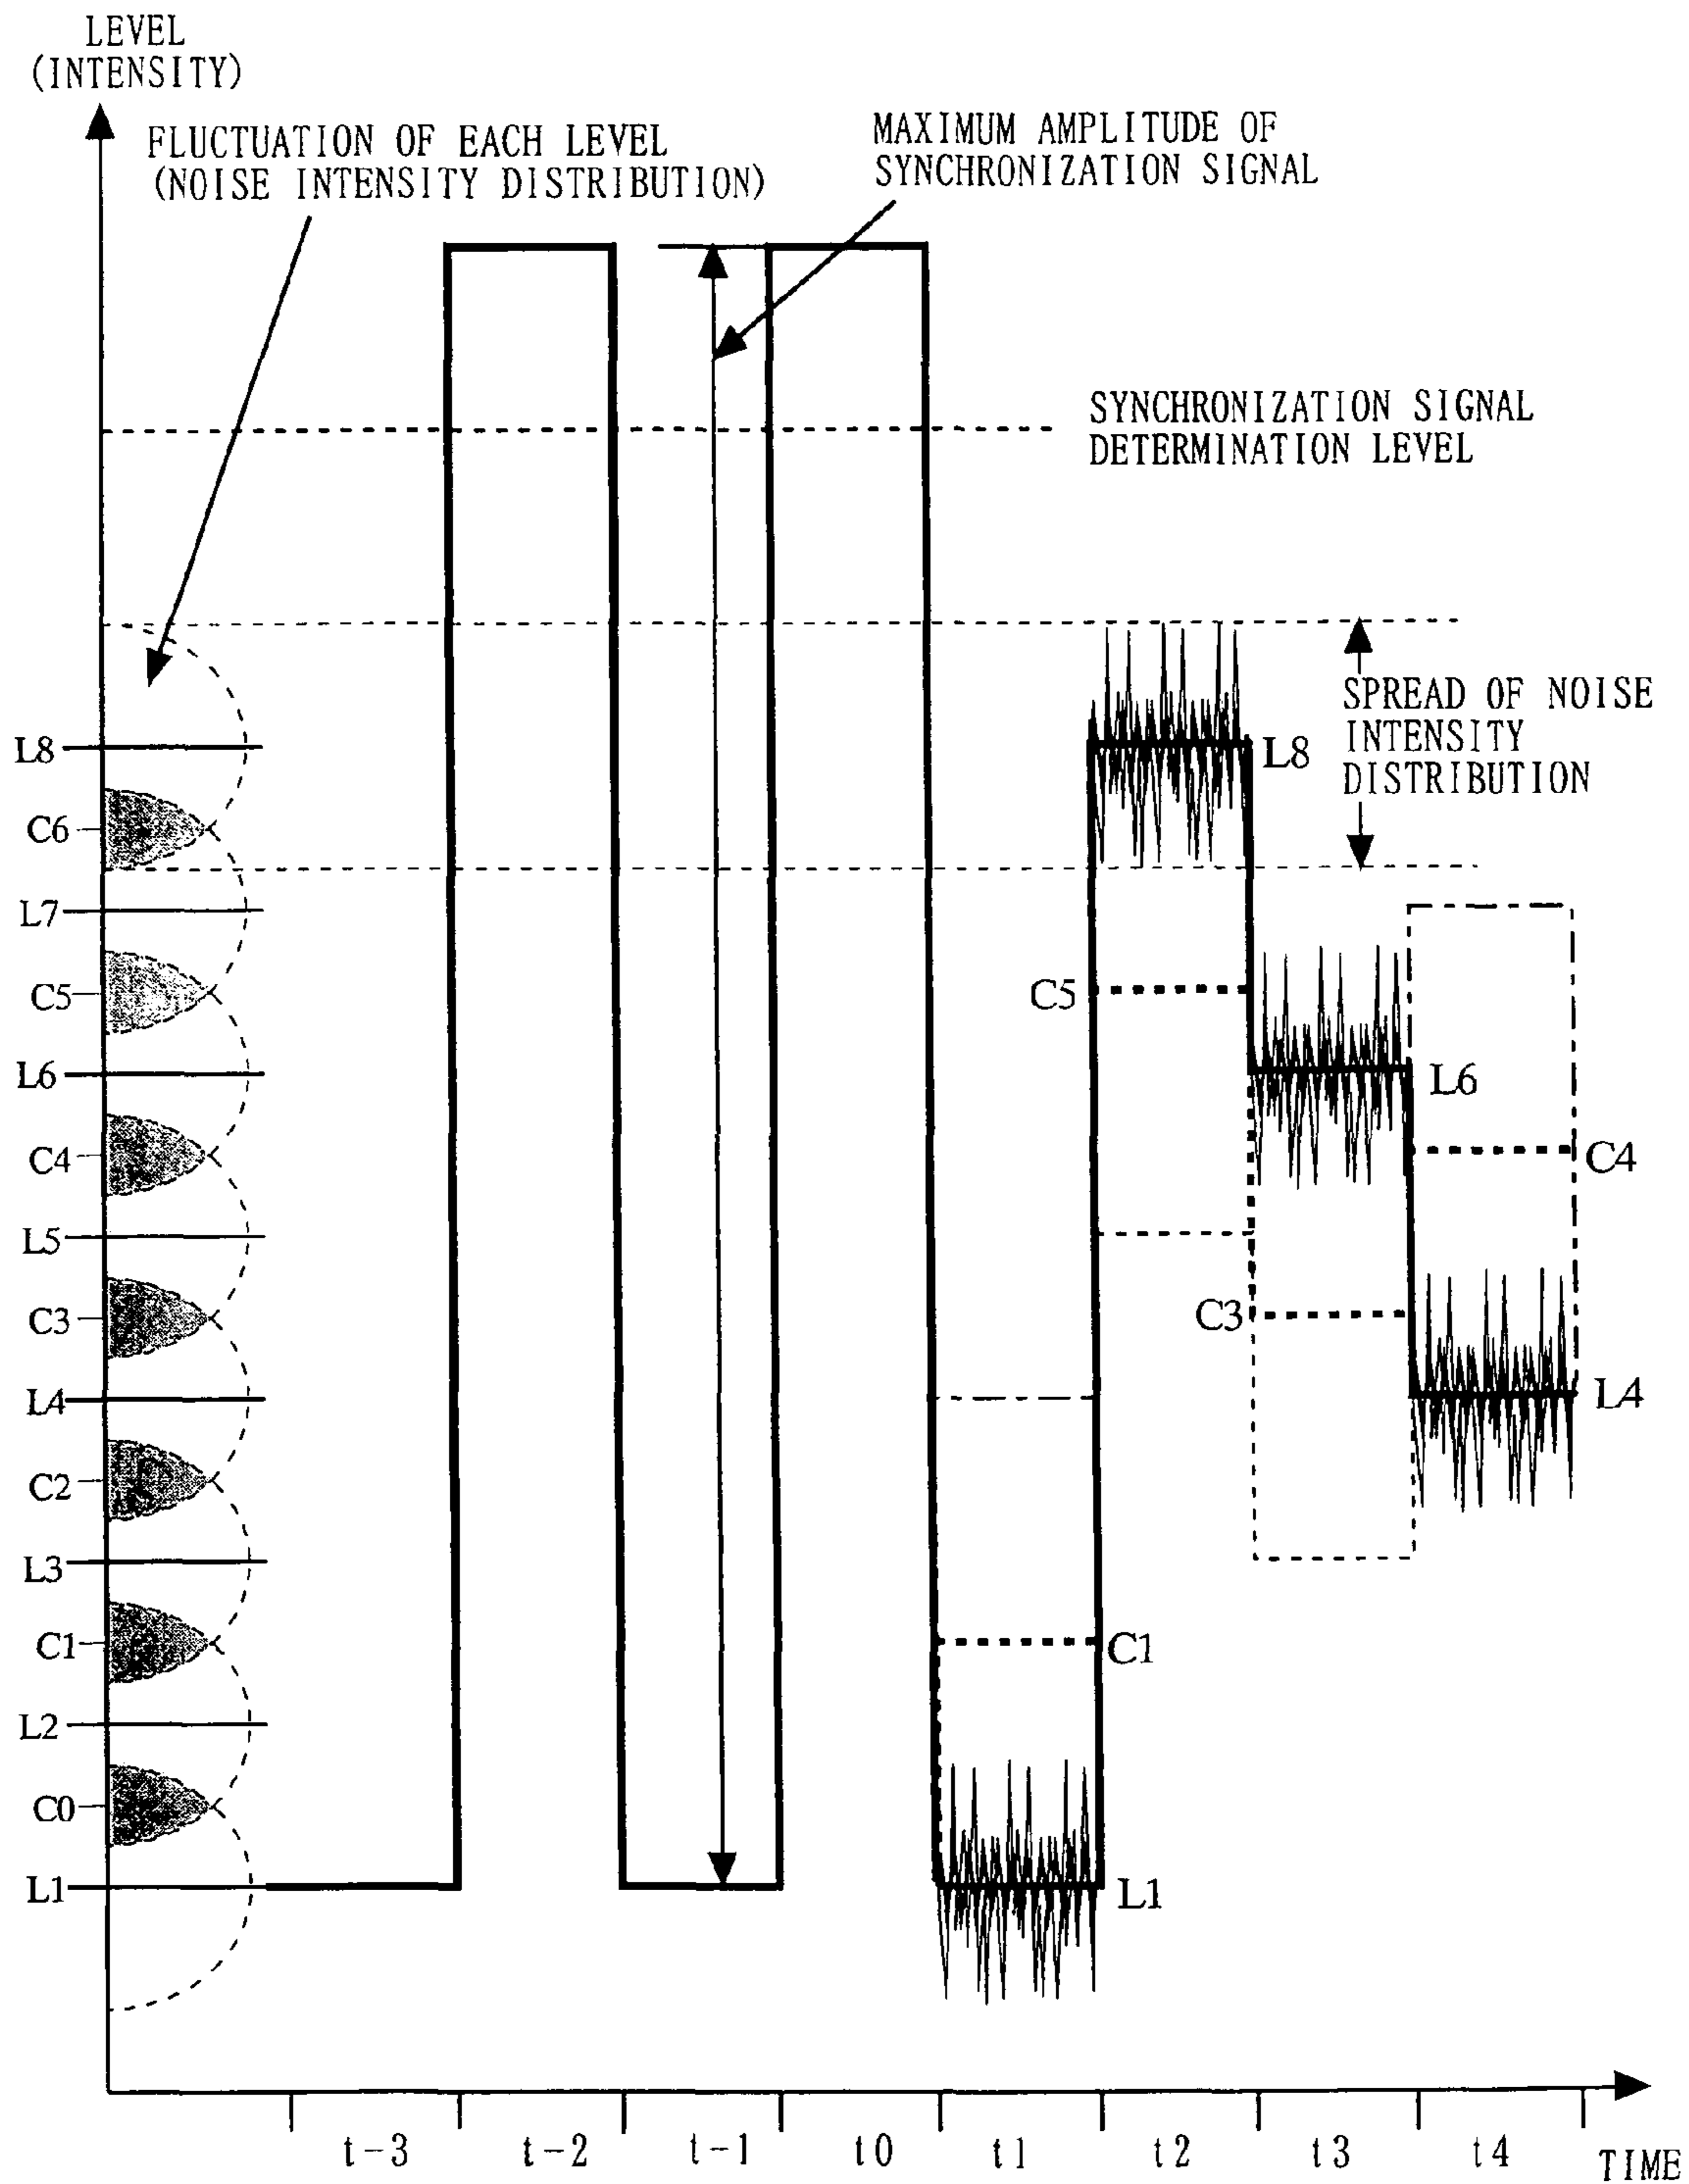 LEVEL
(INTENSITY)
FLUCTUATION OF EACH LEVEL
(NOISE INTENSITY DISTRIBUTION)
MAXIMUM AMPLITUDE OF
SYNCHRONIZATION SIGNAL
SYNCHRONIZATION SIGNAL
DETERMINATION LEVEL
SPREAD OF NOISE
INTENSITY
DISTRIBUTION
L8
C6
L7
C5
L6
C4
L5
C3
L4
C2
L3
C1
L2
C0
L1
L8
C5
L6
C4
C3
L4
C1
L1
t-3
t-2
t-1
t0
t1
t2
t3
t4
TIME